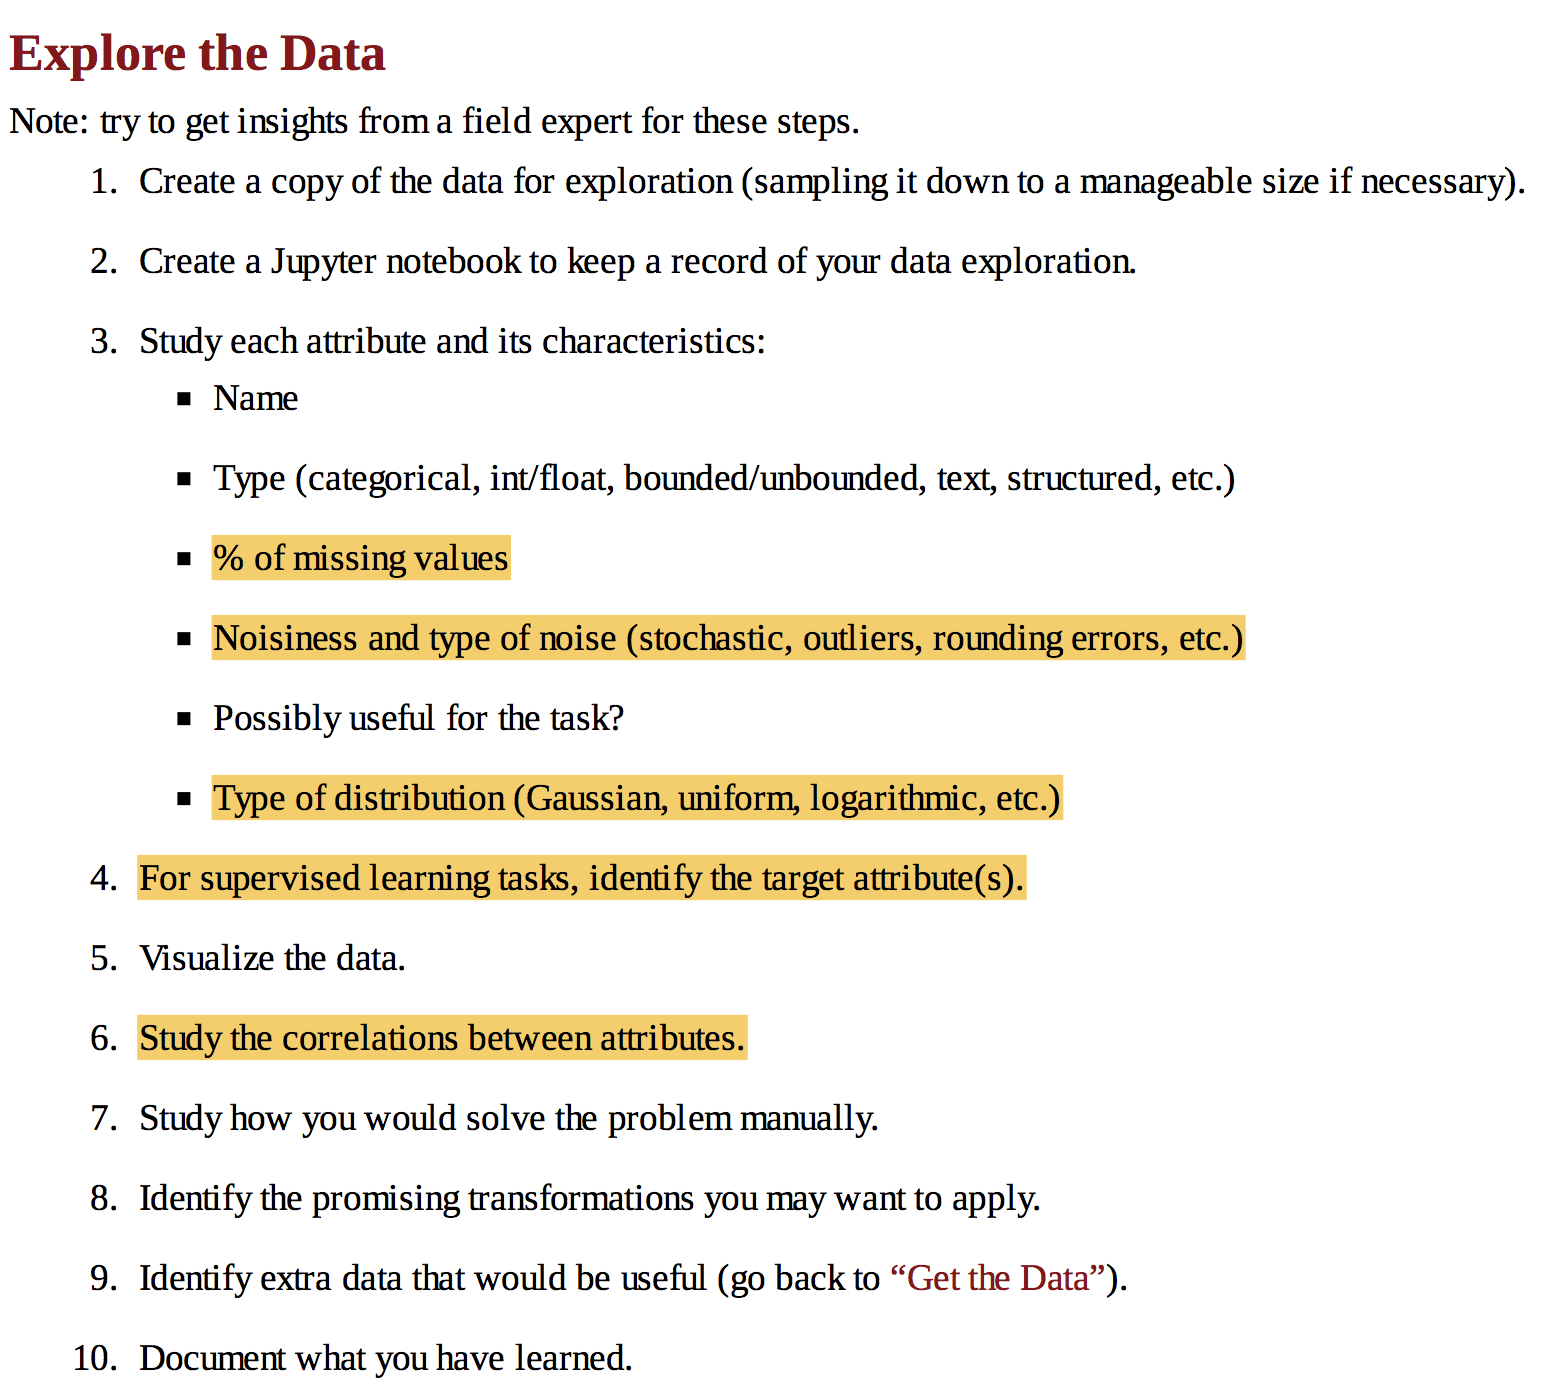 Explore the Data
Note: try to get insights from a field expert for these steps.
1. Create a copy of the data for exploration (sampling it down to a manageable size if necessary).
2. Create a Jupyter notebook to keep a record of your data exploration.
3. Study each attribute and its characteristics:
▪ Name
▪ Type (categorical, int/float, bounded/unbounded, text, structured, etc.)
▪ % of missing values
▪ Noisiness and type of noise (stochastic, outliers, rounding errors, etc.)
▪ Possibly useful for the task?
▪ Type of distribution (Gaussian, uniform, logarithmic, etc.)
4. For supervised learning tasks, identify the target attribute(s).
5. Visualize the data.
6. Study the correlations between attributes.
7. Study how you would solve the problem manually.
8. Identify the promising transformations you may want to apply.
9. Identify extra data that would be useful (go back to “Get the Data”).
10. Document what you have learned.